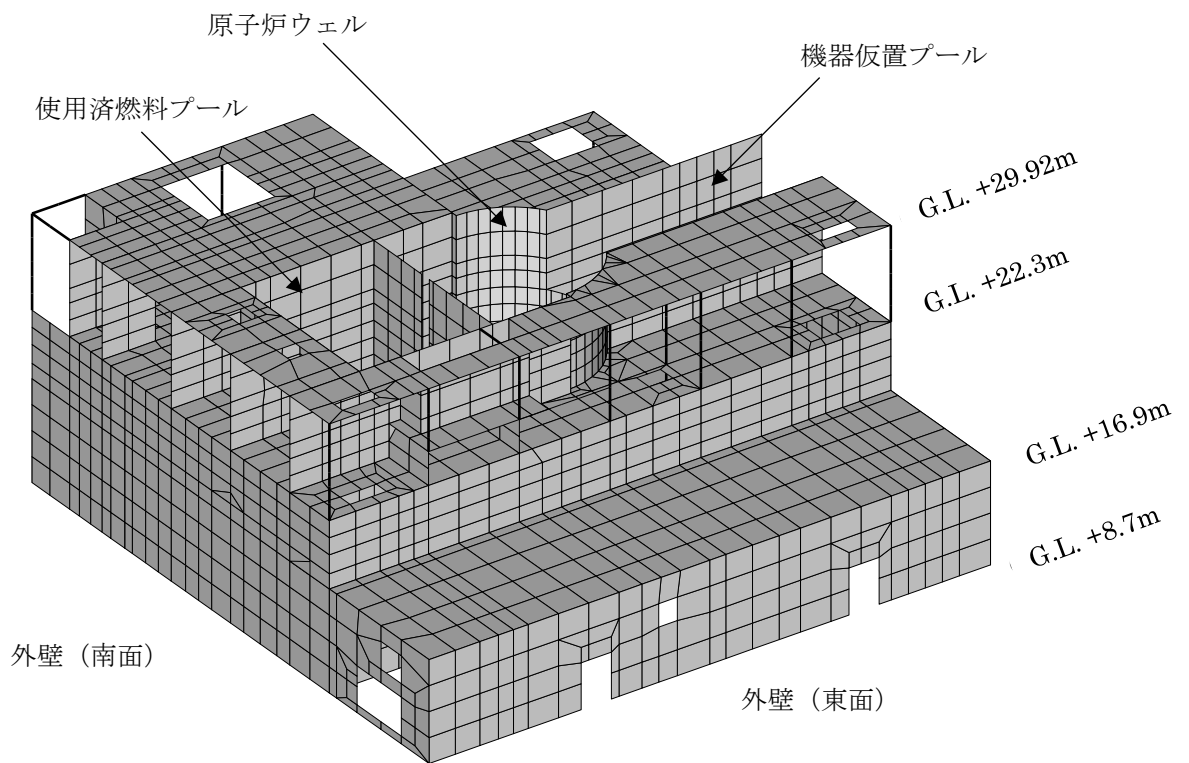 原子炉ウェル
機器仮置プール
使用済燃料プール
G.L. +29.92m
G.L. +22.3m
G.L. +16.9m
G.L. +8.7m
外壁（南面）
外壁（東面）